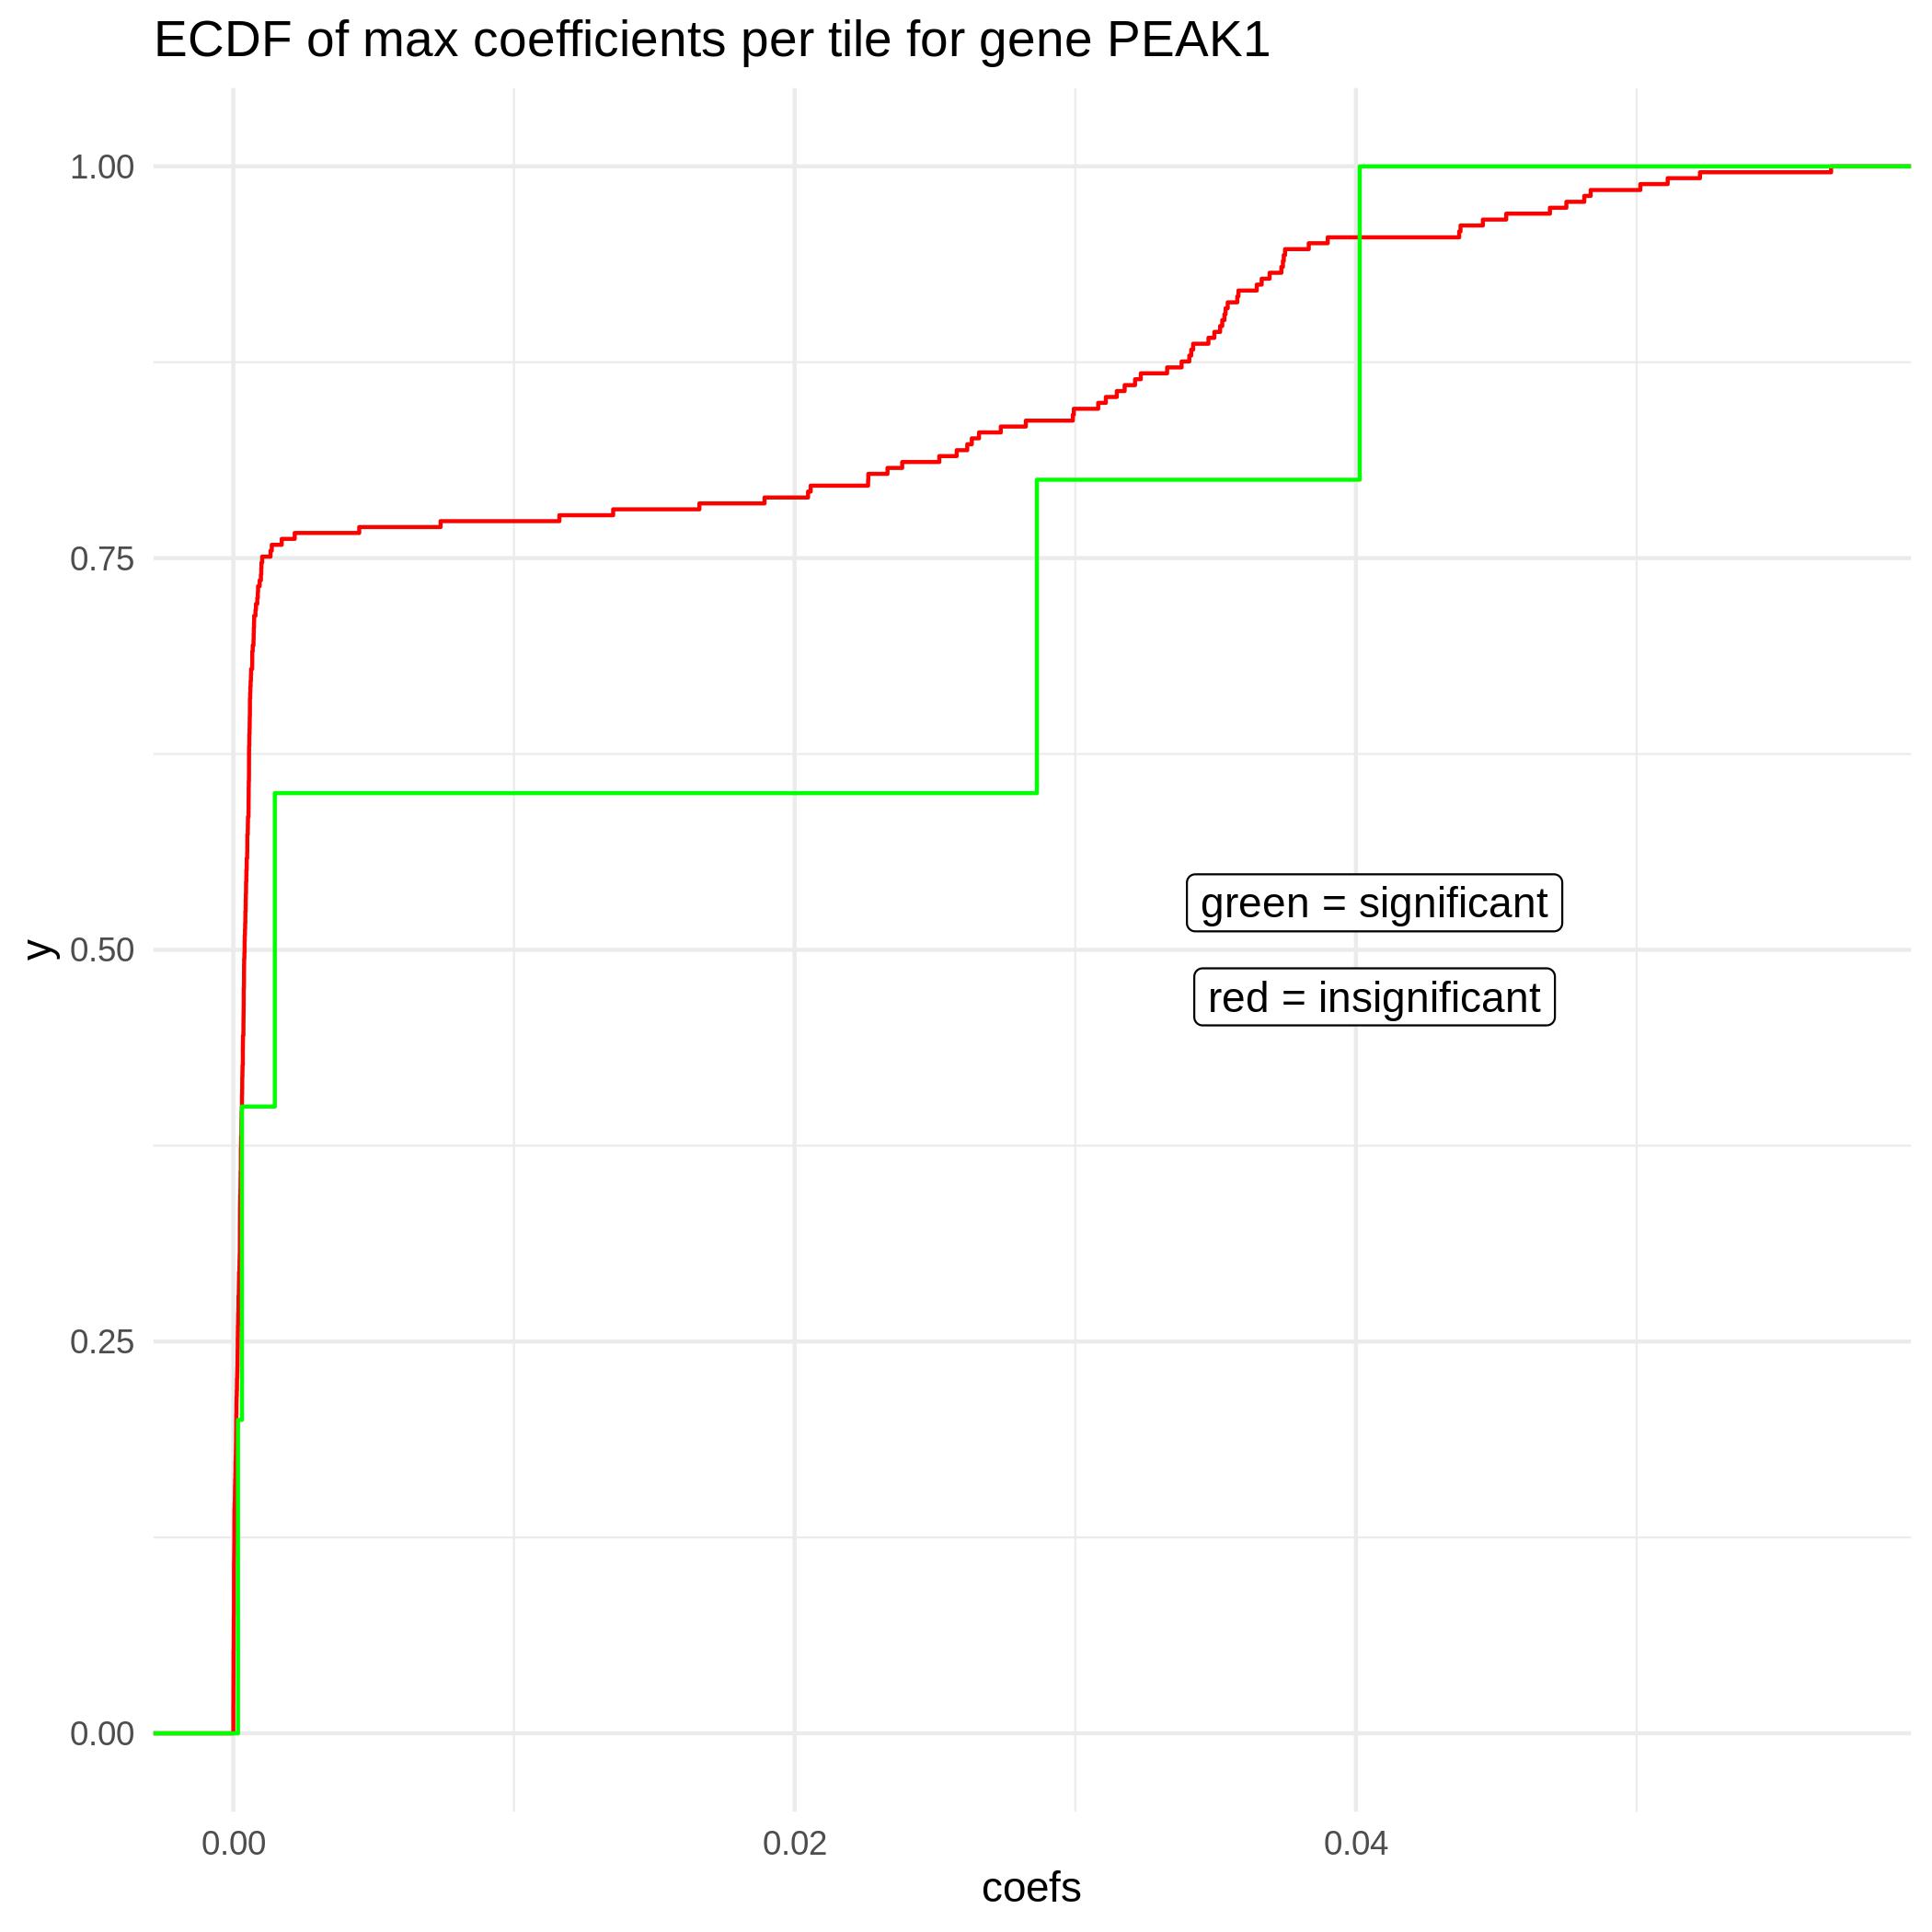 ECDF of max coefficients per tile for gene PEAK1
1.00
0.75
0.50
0.25
0.00
y
green = significant
red = insignificant
0.00 0.02 0.04
coefs